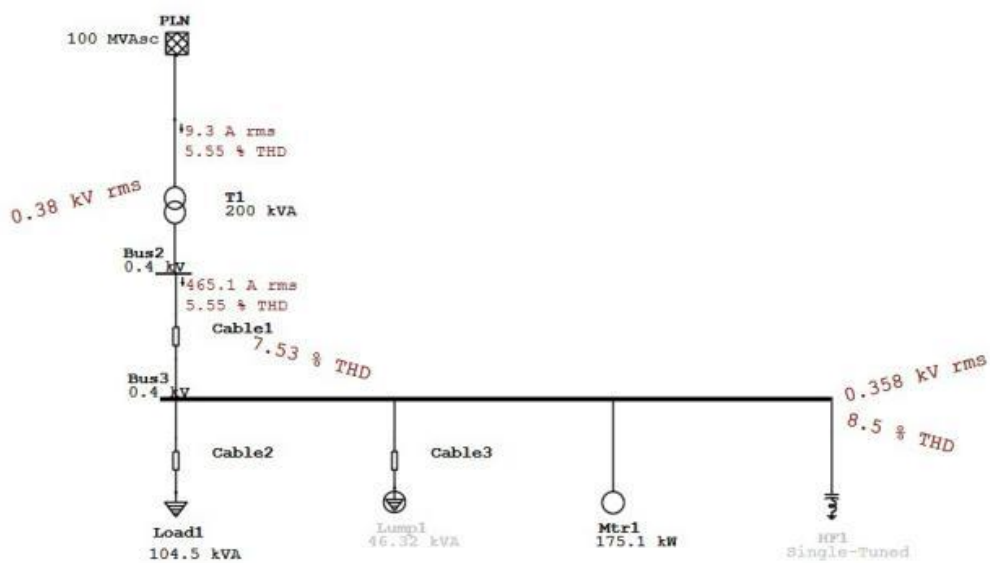 PLN
100 MVAsc
9.3 A rms
5.55 % THD
0.38 kV rms
T1
200 kVA
Bus2
0.4 kV
465.1 A rms
5.55 % THD
Cable1
7.53 % THD
Bus3
0.4 kV
0.358 kV rms
8.5 % THD
Cable2
Cable3
Load1
104.5 kVA
Lump1
46.32 kVA
Mtr1
175.1 kW
HF1
Single-Tuned